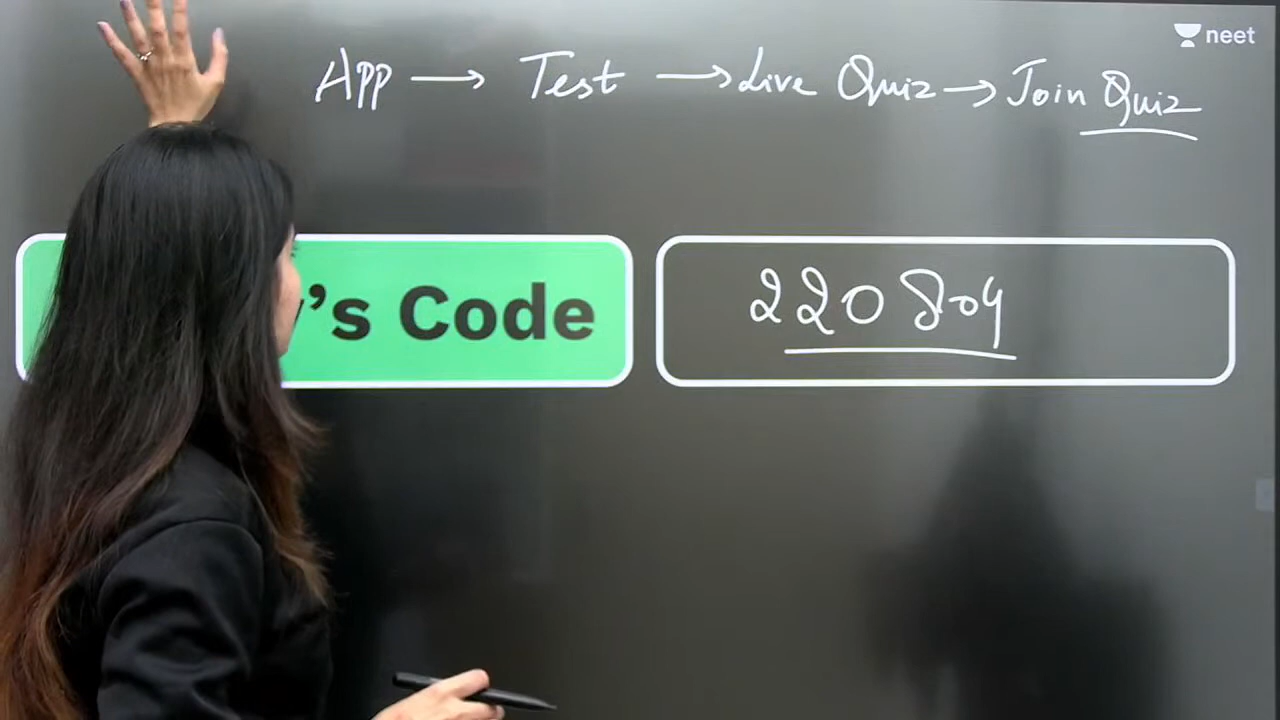 neet
App → Test → Live Quiz → Join Quiz
's Code
220804